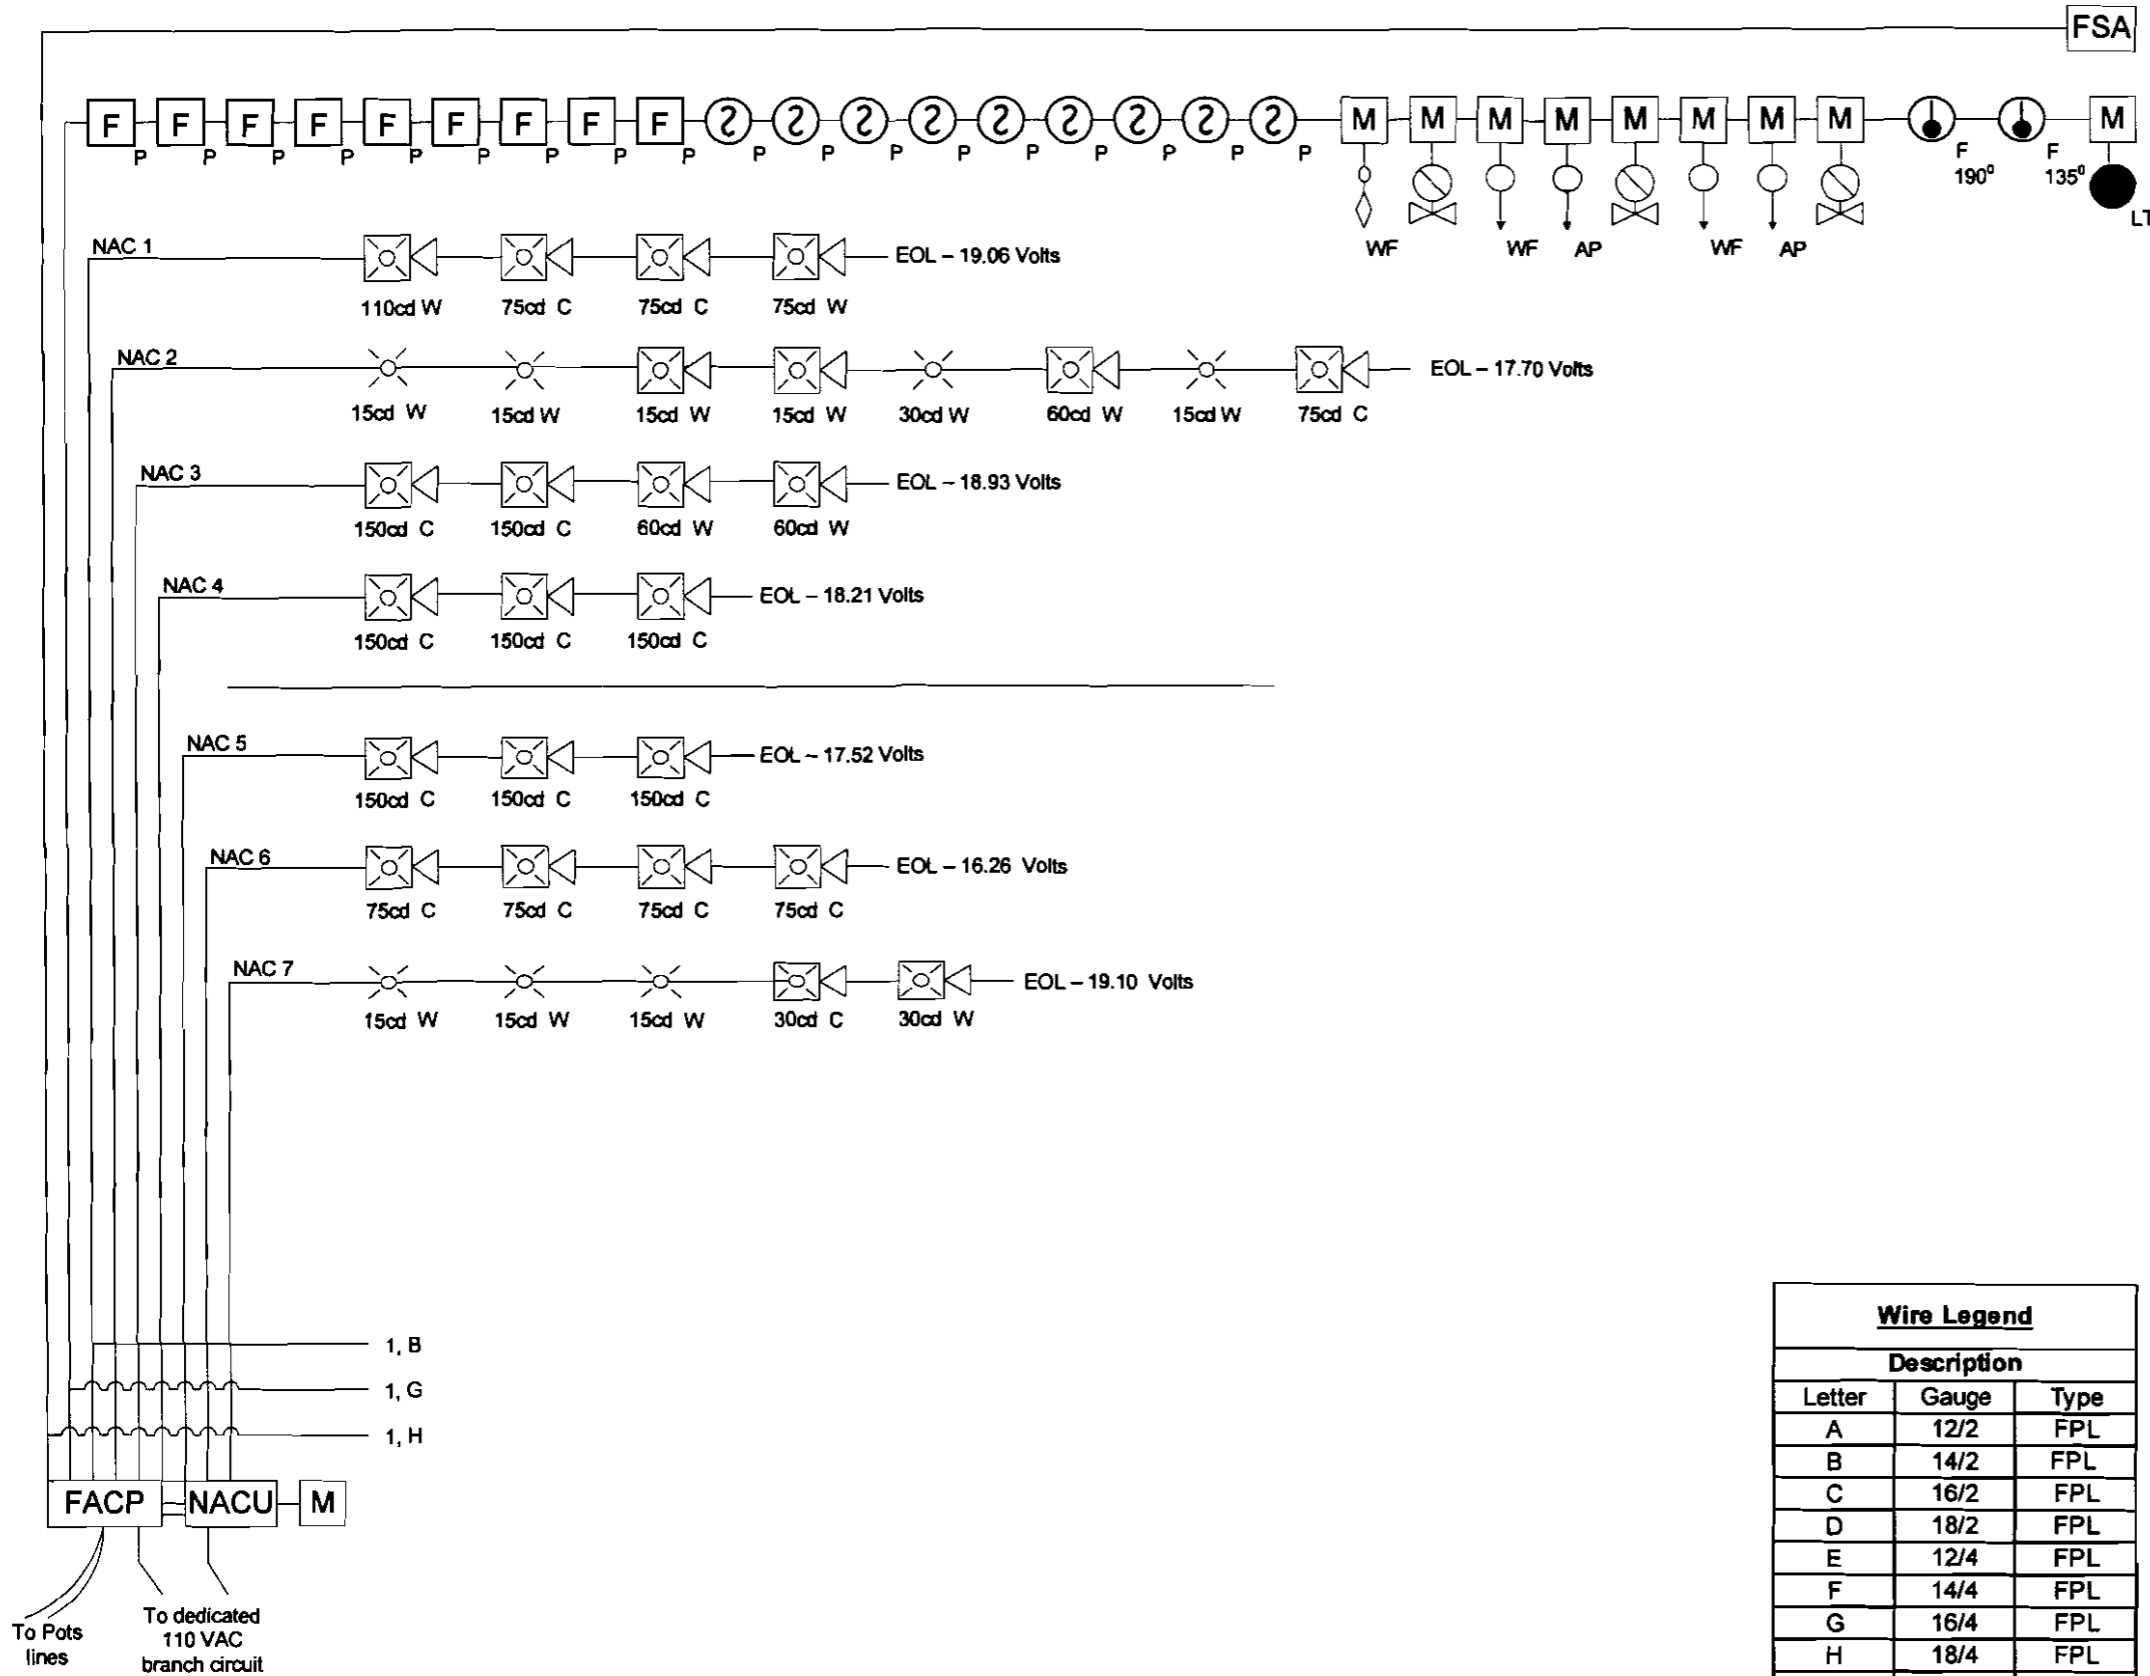 FSA
F F F F F F F F F M M M M M M M M M
P P P P P P P P P P P P P P P P P P F F
190⁰ 135⁰
LT
WF WF AP WF AP
NAC 1
EOL – 19.06 Volts
110cd W 75cd C 75cd C 75cd W
NAC 2
EOL – 17.70 Volts
15cd W 15cd W 15cd W 15cd W 30cd W 60cd W 15cd W 75cd C
NAC 3
EOL – 18.93 Volts
150cd C 150cd C 60cd W 60cd W
NAC 4
EOL – 18.21 Volts
150cd C 150cd C 150cd C
NAC 5
EOL – 17.52 Volts
150cd C 150cd C 150cd C
NAC 6
EOL – 16.26 Volts
75cd C 75cd C 75cd C 75cd C
NAC 7
EOL – 19.10 Volts
15cd W 15cd W 15cd W 30cd C 30cd W
1, B
1, G
1, H
FACP NACU M
To Pots
lines
To dedicated
110 VAC
branch circuit
Wire Legend
Description
Letter Gauge Type
A 12/2 FPL
B 14/2 FPL
C 16/2 FPL
D 18/2 FPL
E 12/4 FPL
F 14/4 FPL
G 16/4 FPL
H 18/4 FPL